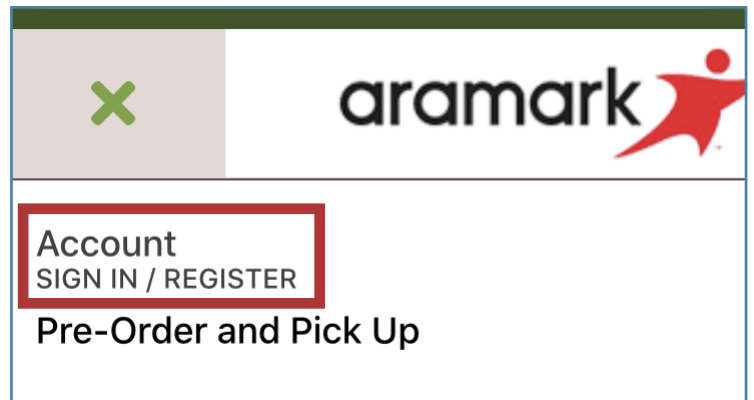 aramark
Account
SIGN IN / REGISTER
Pre-Order and Pick Up